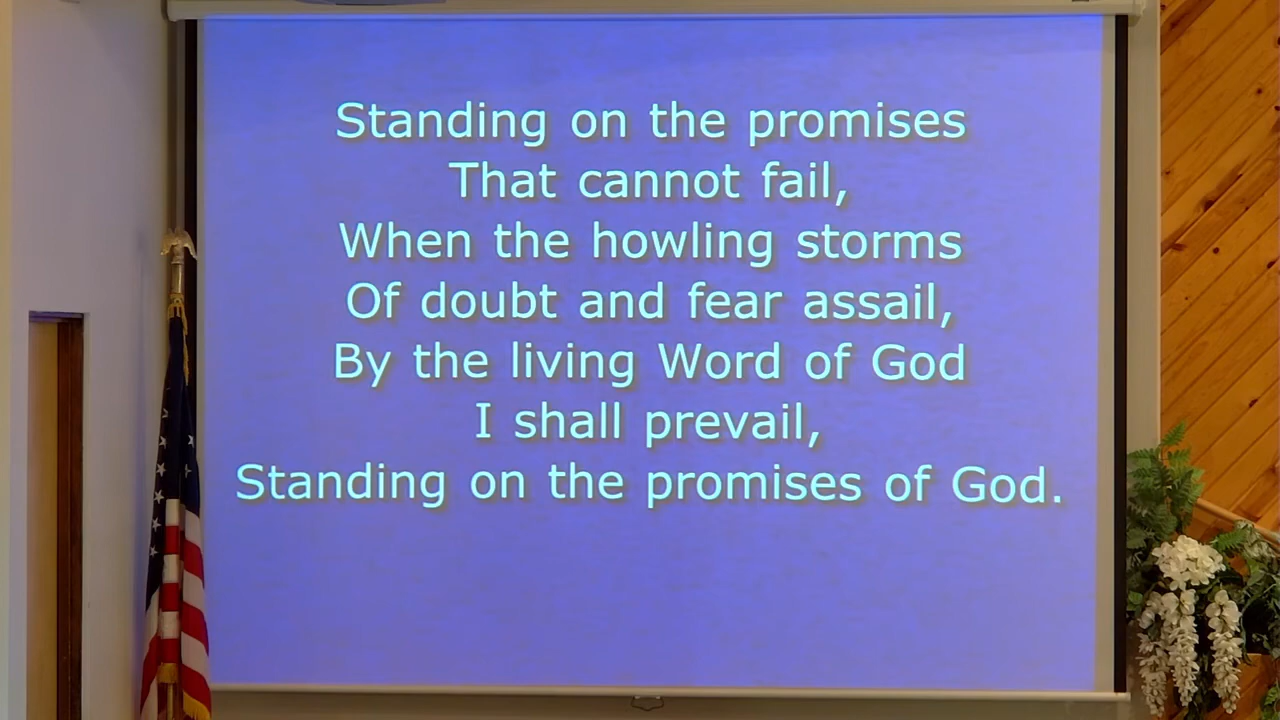 Standing on the promises
That cannot fail,
When the howling storms
Of doubt and fear assail,
By the living Word of God
I shall prevail,
Standing on the promises of God.